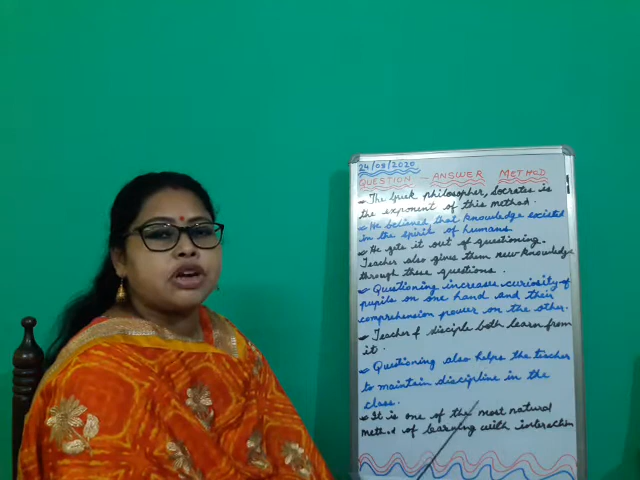 24/08/2020
QUESTION - ANSWER METHOD
The Greek philosopher, Socrates is
the exponent of this method.
He believed that knowledge societed
in the spirit of humans.
He gets it out of questioning.
Teacher also gives them new knowledge
through these questions.
Questioning increase curiosity of
pupils on one hand and their
comprehension power on the other.
Teacher & disciple both learn from
it.
Questioning also helps the teacher
to maintain discipline in the
class.
It is one of the most natural
method of learning with interaction